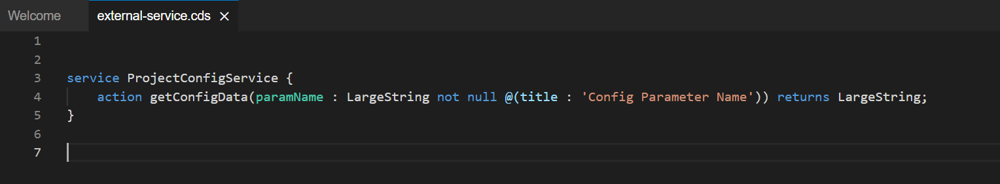 Welcome external-service.cds ×
1
2
3 service ProjectConfigService {
4 action getConfigData(paramName : LargeString not null @(title : 'Config Parameter Name')) returns LargeString;
5 }
6
7